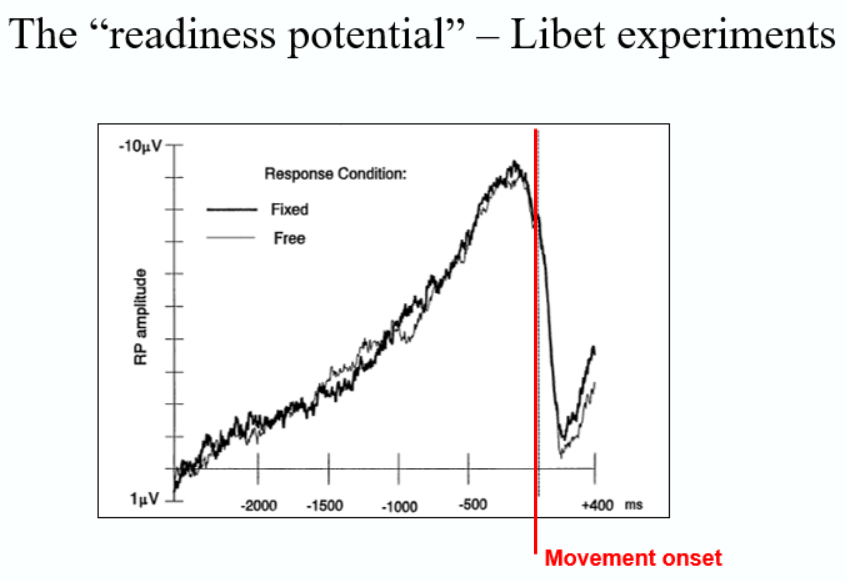 The “readiness potential” – Libet experiments
-10µV
Response Condition:
Fixed
Free
RP amplitude
1µV
-2000 -1500 -1000 -500 +400 ms
Movement onset